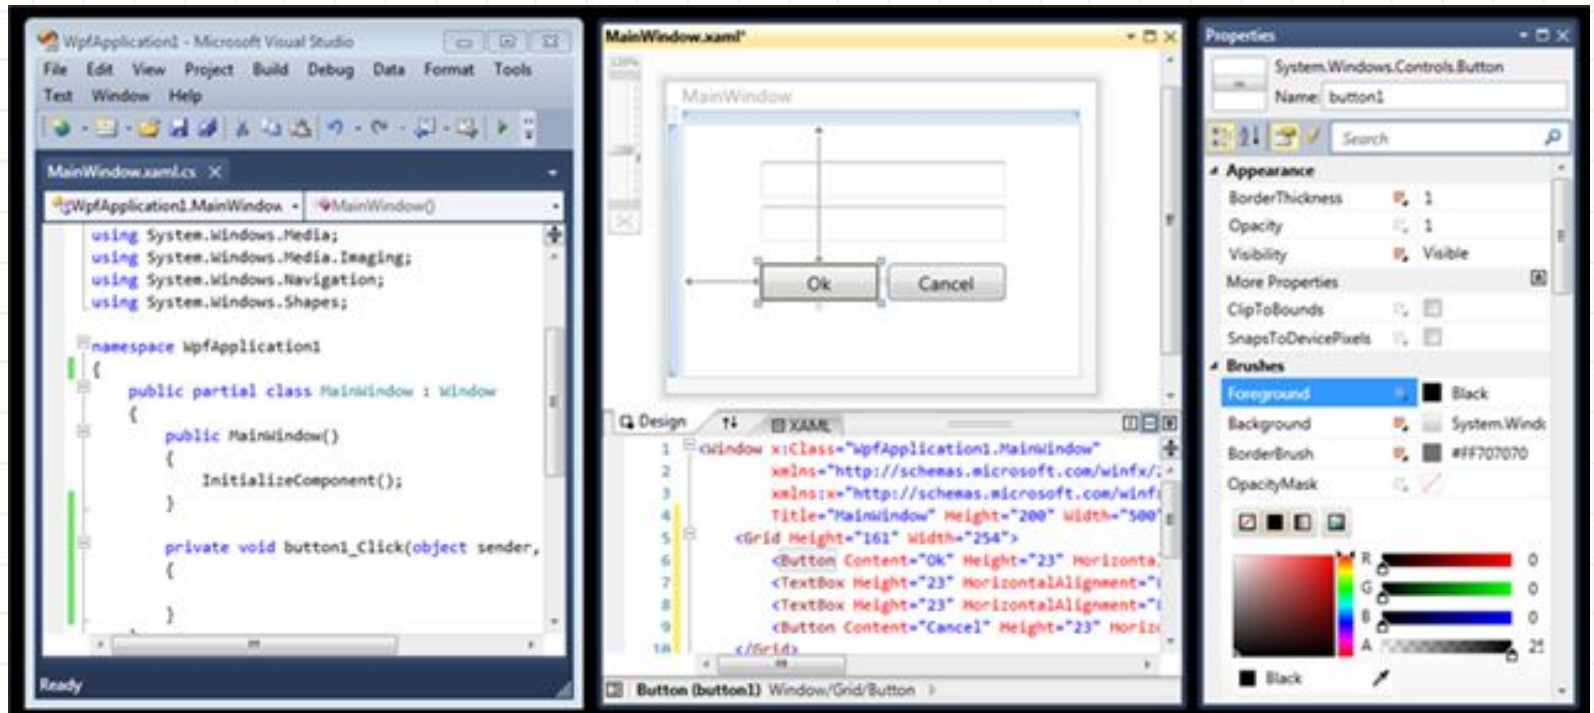 WpfApplication1 - Microsoft Visual Studio
File Edit View Project Build Debug Data Format Tools
Test Window Help
MainWindow.xaml.cs X
WpfApplication1.MainWindow
MainWindow()
using System.Windows.Media;
using System.Windows.Media.Imaging;
using System.Windows.Navigation;
using System.Windows.Shapes;
namespace WpfApplication1
{
public partial class MainWindow : Window
{
public MainWindow()
{
InitializeComponent();
}
private void button1_Click(object sender,
{
}
Ready
MainWindow.xaml*
MainWindow
Ok
Cancel
Design
XAML
1 <Window x:Class="WpfApplication1.MainWindow"
2 xmlns="http://schemas.microsoft.com/winfx/
3 xmlns:x="http://schemas.microsoft.com/winf
4 Title="MainWindow" Height="200" Width="500"
5 <Grid Height="161" Width="254">
6 <Button Content="Ok" Height="23" Horizonta
7 <TextBox Height="23" HorizontalAlignment="
8 <TextBox Height="23" HorizontalAlignment="
9 <Button Content="Cancel" Height="23" Horiz
10 </Grid>
Button (button1) Window/Grid/Button
Properties
System.Windows.Controls.Button
Name: button1
Search
Appearance
BorderThickness 1
Opacity 1
Visibility Visible
More Properties
ClipToBounds
SnapsToDevicePixels
Brushes
Foreground Black
Background System.Wind
BorderBrush #FF707070
OpacityMask
R 0
G 0
B 0
A 25
Black